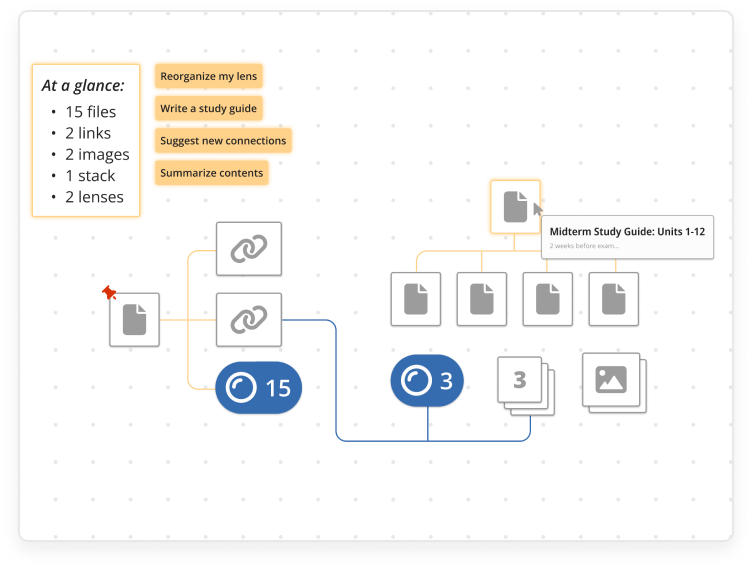 At a glance:
• 15 files
• 2 links
• 2 images
• 1 stack
• 2 lenses
Reorganize my lens
Write a study guide
Suggest new connections
Summarize contents
Midterm Study Guide: Units 1-12
2 weeks before exam...
15
3
3